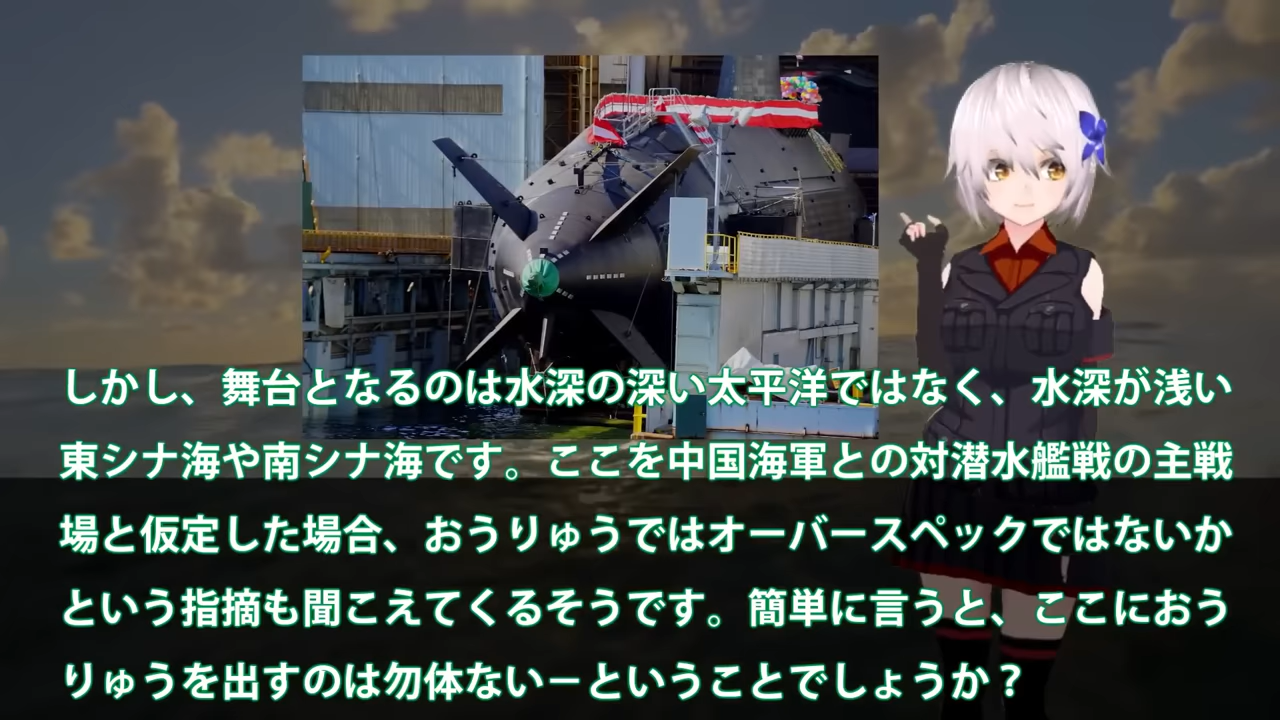 しかし、舞台となるのは水深の深い太平洋ではなく、水深が浅い
東シナ海や南シナ海です。ここを中国海軍との対潜水艦戦の主戦
場と仮定した場合、おうりゅうではオーバースペックではないか
という指摘も聞こえてくるそうです。簡単に言うと、ここにおう
りゅうを出すのは勿体ない－ということでしょうか？